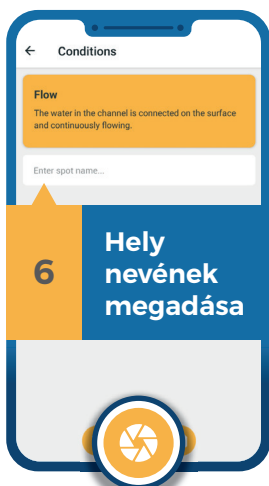 ← Conditions
Flow
The water in the channel is connected on the surface
and continuously flowing.
Enter spot name...
6
Hely
nevének
megadása